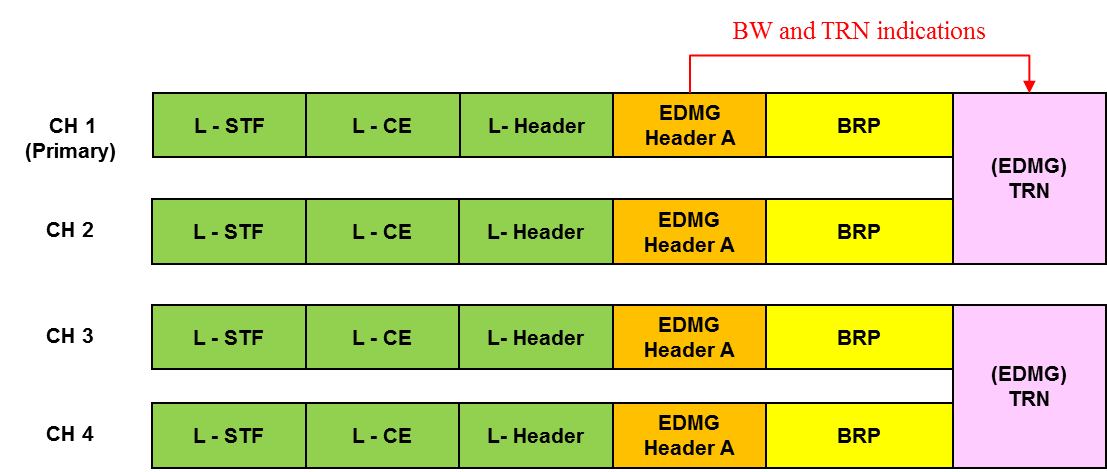 BW and TRN indications
CH 1
(Primary)
L - STF
L - CE
L- Header
EDMG
Header A
BRP
(EDMG)
TRN
CH 2
L - STF
L - CE
L- Header
EDMG
Header A
BRP
CH 3
L - STF
L - CE
L- Header
EDMG
Header A
BRP
(EDMG)
TRN
CH 4
L - STF
L - CE
L- Header
EDMG
Header A
BRP